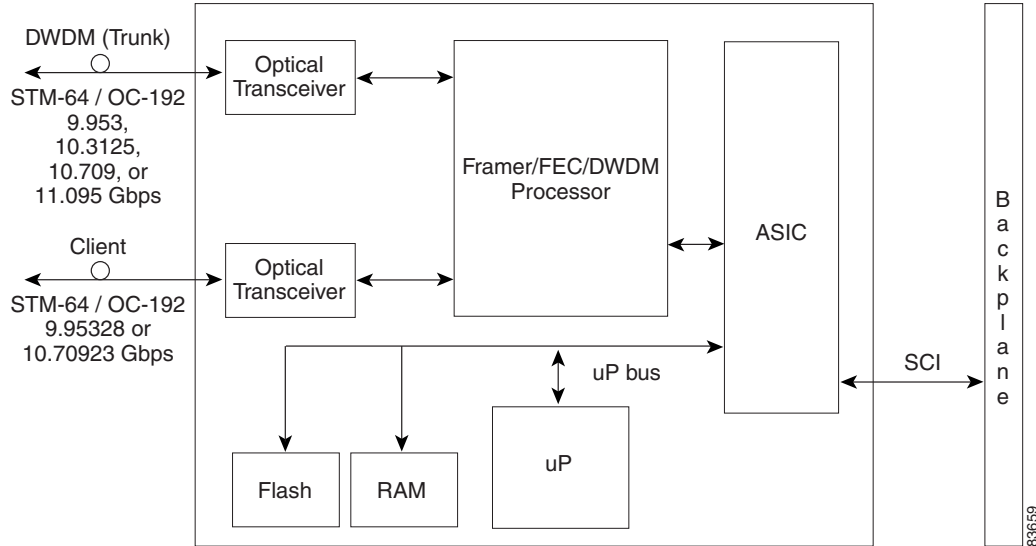 DWDM (Trunk)
STM-64 / OC-192
9.953,
10.3125,
10.709, or
11.095 Gbps
Optical
Transceiver
Framer/FEC/DWDM
Processor
ASIC
Client
STM-64 / OC-192
9.95328 or
10.70923 Gbps
Optical
Transceiver
uP bus
SCI
Backplane
Flash
RAM
uP
83659